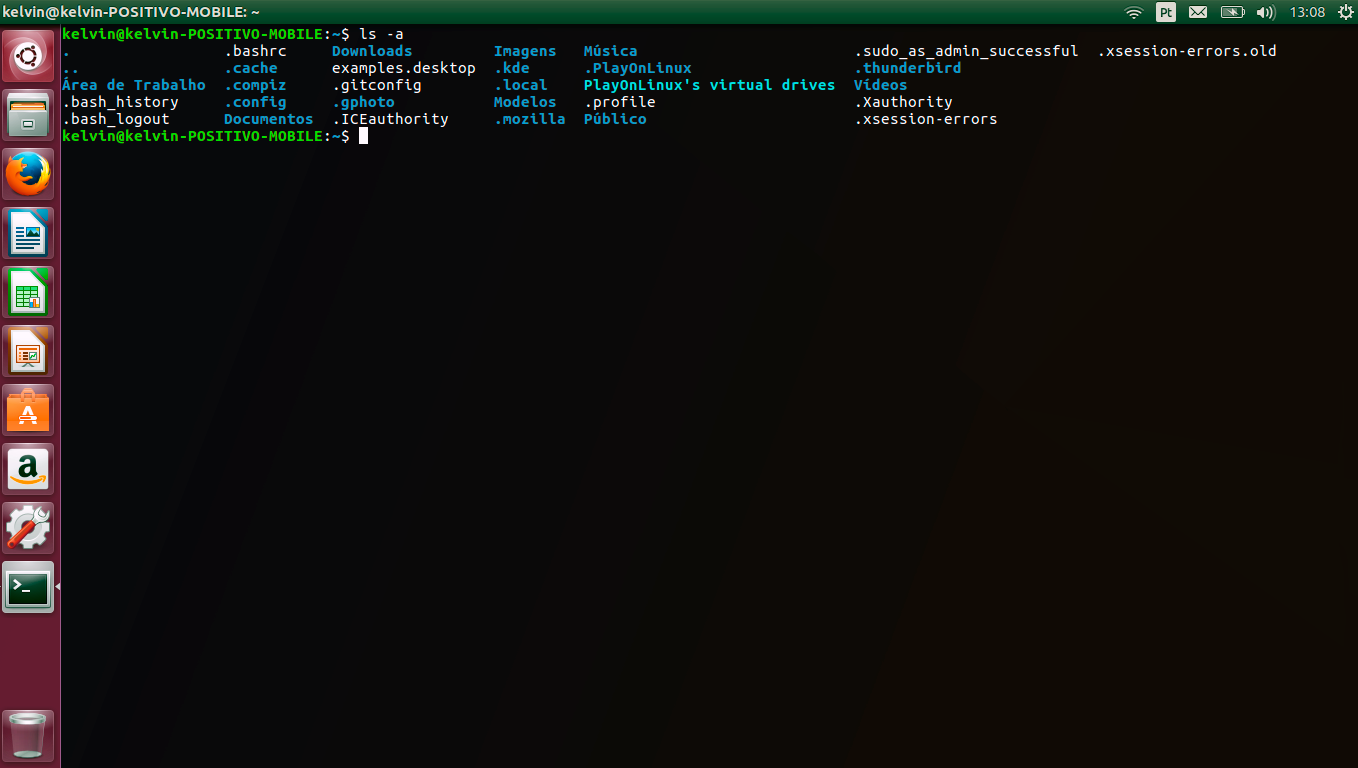 kelvin@kelvin-POSITIVO-MOBILE: ~ Pt 13:08
kelvin@kelvin-POSITIVO-MOBILE:~$ ls -a
. .bashrc Downloads Imagens Música .sudo_as_admin_successful .xsession-errors.old
.. .cache examples.desktop .kde .PlayOnLinux .thunderbird
Área de Trabalho .compiz .gitconfig .local PlayOnLinux's virtual drives Vídeos
.bash_history .config .gphoto Modelos .profile .Xauthority
.bash_logout Documentos .ICEauthority .mozilla Público .xsession-errors
kelvin@kelvin-POSITIVO-MOBILE:~$